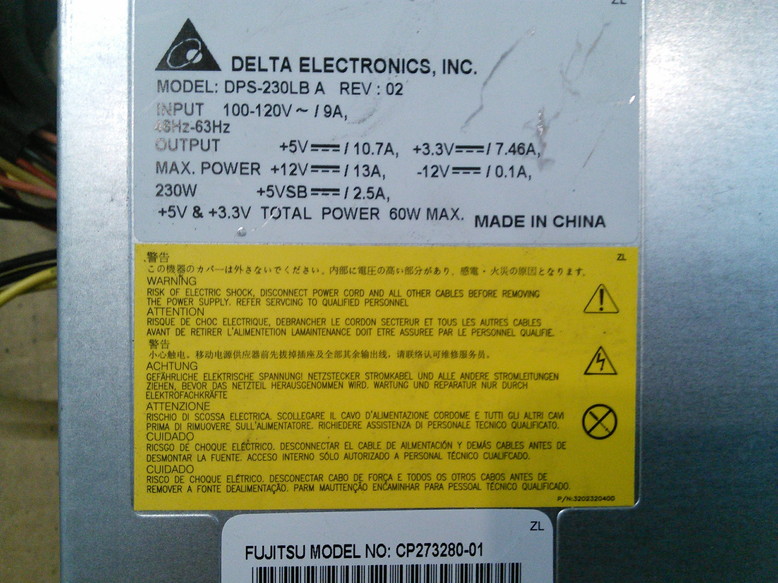 ZL
DELTA ELECTRONICS, INC.
MODEL: DPS-230LB A REV : 02
INPUT 100-120V ~ / 9A,
48Hz-63Hz
OUTPUT +5V⎓/ 10.7A, +3.3V⎓/ 7.46A,
MAX. POWER +12V⎓/ 13A, -12V⎓/ 0.1A,
230W +5VSB⎓/ 2.5A,
+5V & +3.3V TOTAL POWER 60W MAX. MADE IN CHINA
警告 ZL
この機器のカバーは外さないでください。内部に電圧の高い部分があり、感電・火災の原因となります。
WARNING
RISK OF ELECTRIC SHOCK, DISCONNECT POWER CORD AND ALL OTHER CABLES BEFORE REMOVING
THE POWER SUPPLY. REFER SERVCING TO QUALIFIED PERSONNEL
ATTENTION
RISQUE DE CHOC ELECTRIQUE, DEBRANCHER LE CORDON SECTERUR ET TOUS LES AUTRES CABLES
AVANT DE RETIRER L'ALIMENTELION LAMAINTENANCE DOIT ETRE ASSUREE PAR LE PERSONNEL QUALIFIE.
警告
小心触电，移动电源供应器前先拔掉插座及全部其余输出线，请联络认可维修服务员。
ACHTUNG
GEFÄHRLICHE ELEKTRISCHE SPANNUNG! NETZSTECKER STROMKABEL UND ALLE ANDERE STROMLEITUNGEN
ZIEHEN, BEVOR DAS NETZTEIL HERAUSGENOMMEN WIRD. WARTUNG UND REPARATUR NUR DURCH
ELEKTROFACHKRÄFTE
ATTENZIONE
RISCHIO DI SCOSSA ELECTRICA. SCOLLEGARE IL CAVO D'ALIMENTAZIONE CORDOME E TUTTI GLI ALTRI CAVI
PRIMA DI RIMUOVERE SULL'ALIMENTATORE. RICHIEDERE ASSISTENZA DI PERSONALE TECNICO QUALIFICATO.
CUIDADO
RICSGO DE CHOQUE ELÉCTRICO. DESCONNECTAR EL CABLE DE AILMENTACIÓN Y DEMÁS CABLES ANTES DE
DESMONTAR LA FUENTE. ACCESO INTERNO SÓLO AUTORIZADO A PERSONAL TÉCNICO CUALIFCADO.
CUIDADO
RISCO DE CHOQUE ELÉTRICO. DESCONECTAR CABO DE FORÇA E TODOS OS OTROS CABOS ANTES DE
REMOVER A FONTE DEALIMTAÇÃO. PARM MAUTTENÇÃO ENCAMINHAR PARA PESSOAL TÉCNICO QUALIFICADO.
P/N:3202320400
ZL
FUJITSU MODEL NO: CP273280-01